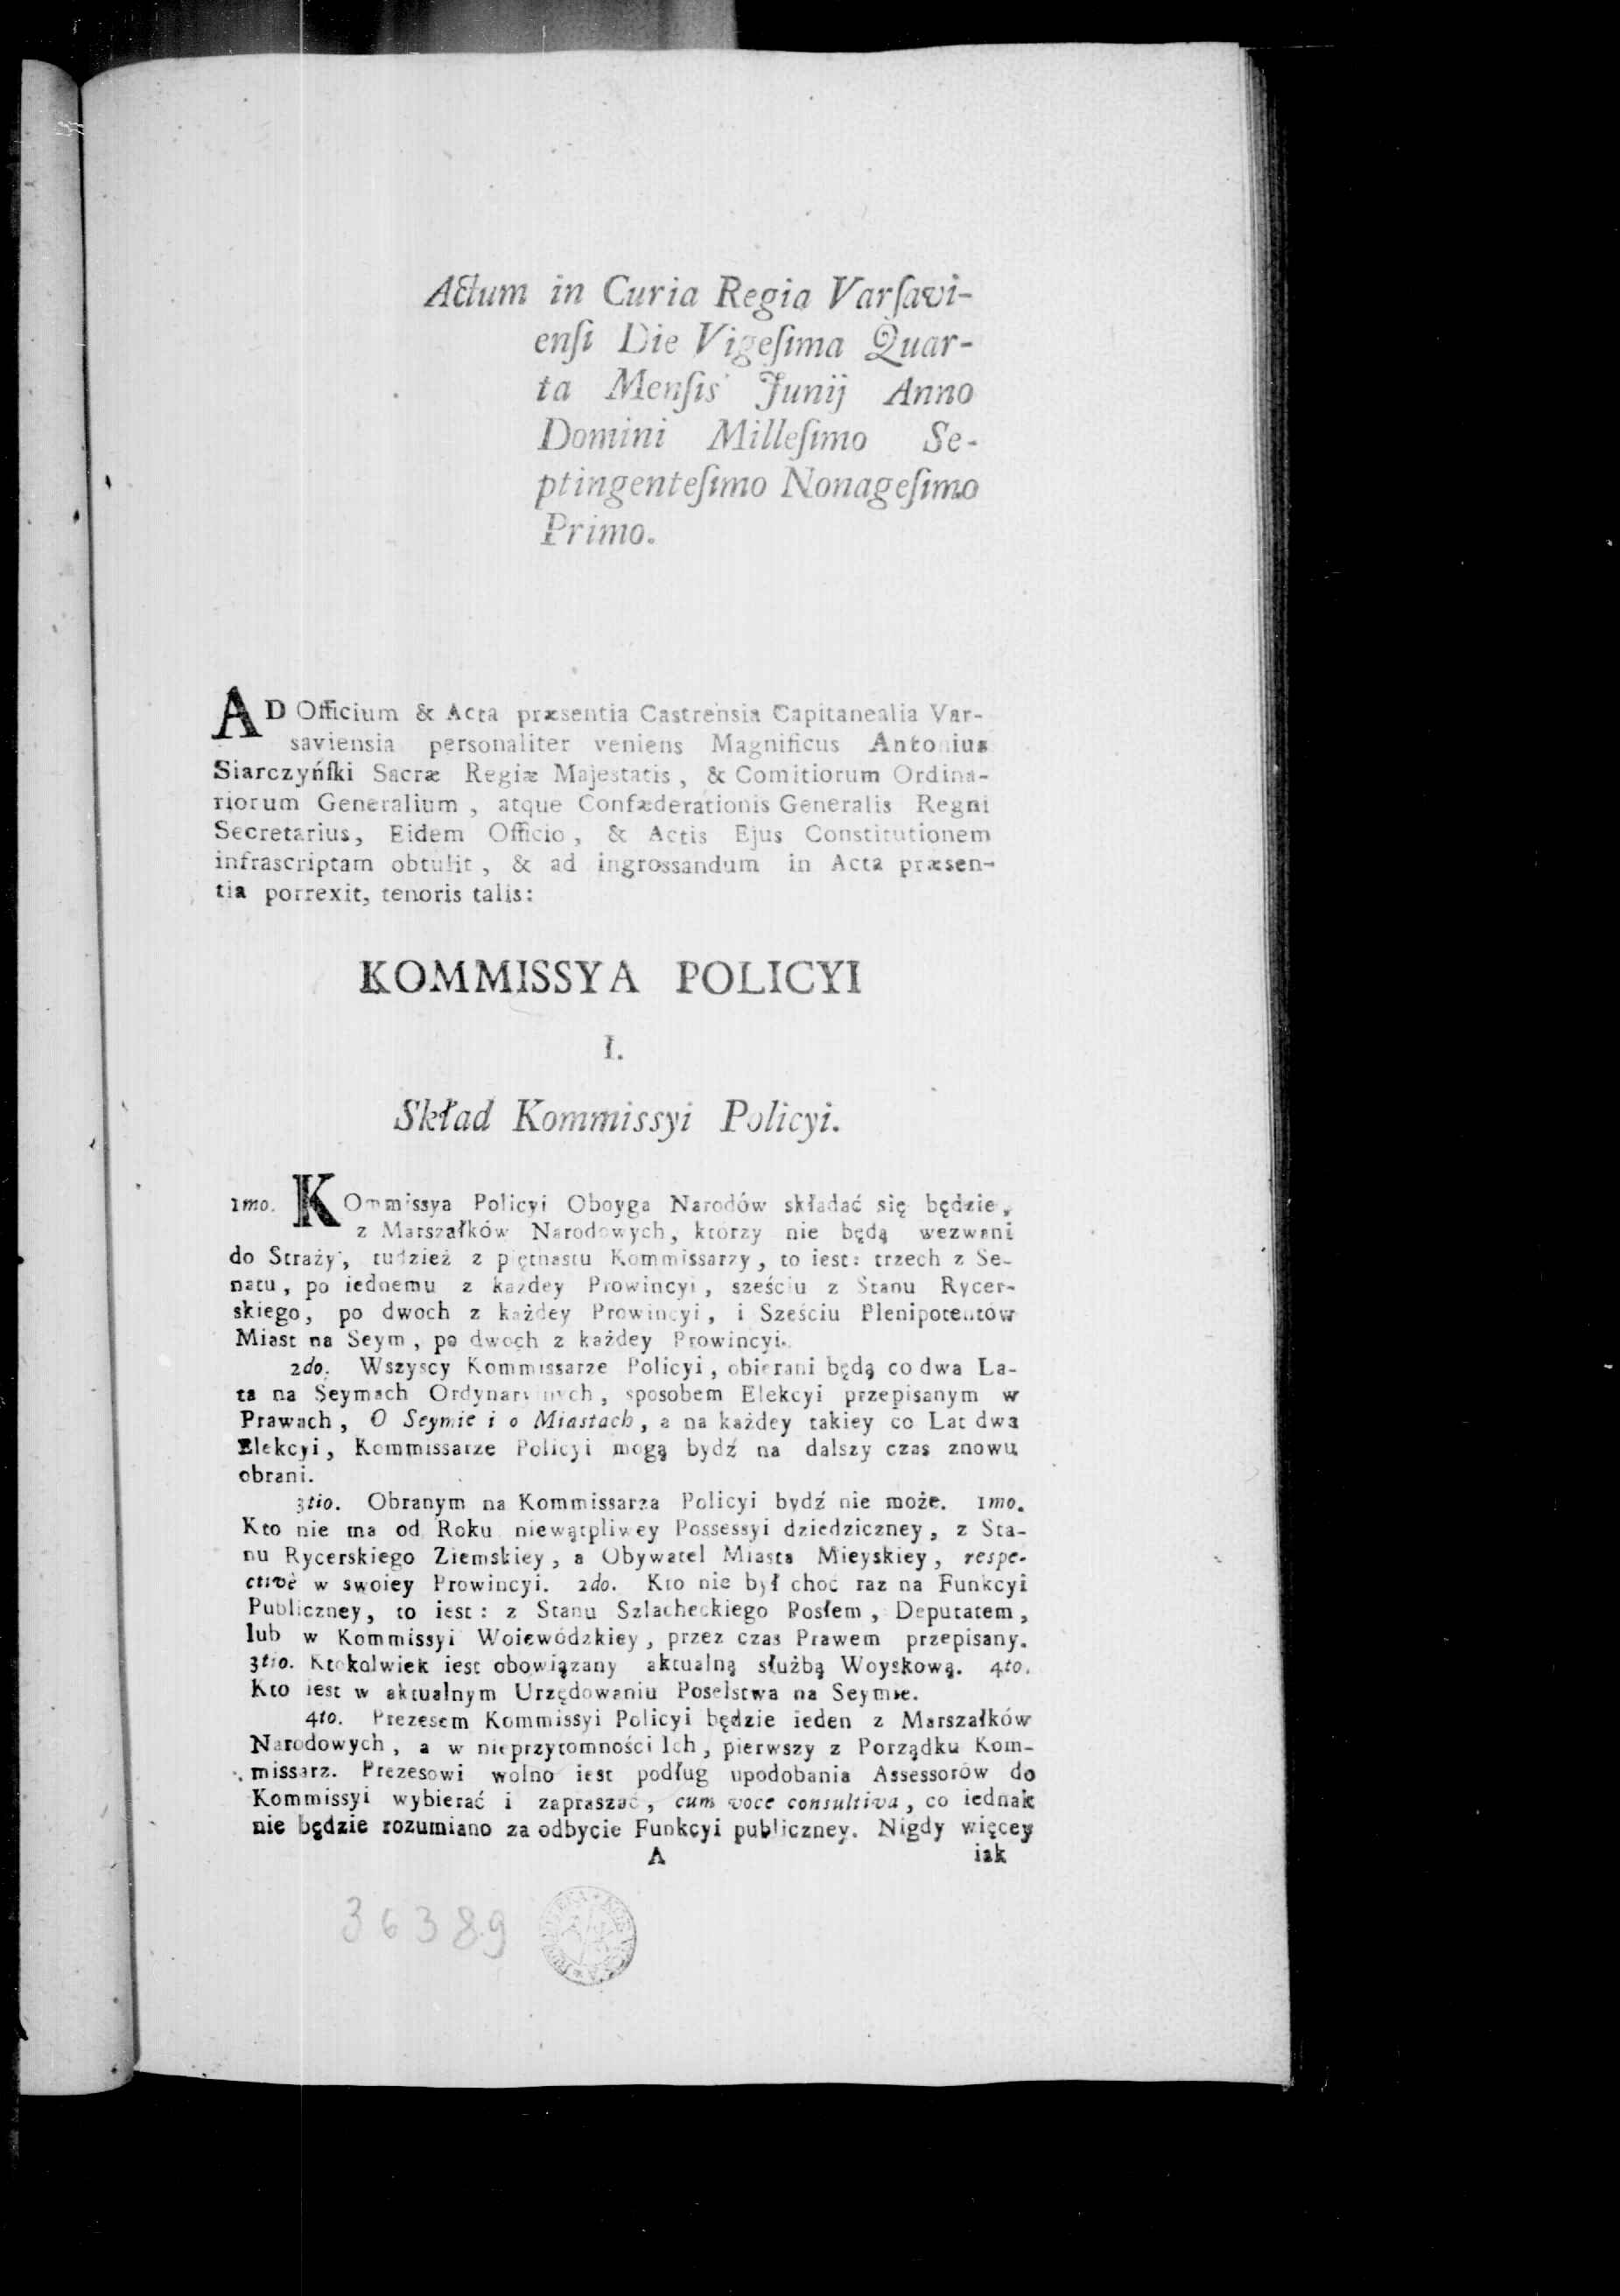 Actum in Curia Regia Varſavi-
enſi Die Vigeſima Quar-
ta Menſis Junij Anno
Domini Milleſimo Se-
ptingenteſimo Nonageſimo
Primo.
AD Officium & Acta præsentia Castrensia Capitanealia Var-
saviensia personaliter veniens Magnificus Antonius
Siarczyńſki Sacræ Regiæ Majestatis, & Comitiorum Ordina-
riorum Generalium, atque Confæderationis Generalis Regni
Secretarius, Eidem Officio, & Actis Ejus Constitutionem
infrascriptam obtulit, & ad ingrossandum in Acta præsen-
tia porrexit, tenoris talis:
KOMMISSYA POLICYI
I.
Skład Kommissyi Policyi.
1mo. KOmmissya Policyi Oboyga Narodów składać się będzie,
z Marszałków Narodowych, ktorzy nie będą wezwani
do Straży, tudzież z piętnastu Kommissarzy, to iest: trzech z Se-
natu, po iednemu z każdey Prowincyi, sześciu z Stanu Rycer-
skiego, po dwoch z każdey Prowincyi, i Sześciu Plenipotentow
Miast na Seym, po dwoch z każdey Prowincyi.
2do. Wszyscy Kommissarze Policyi, obierani będą co dwa La-
ta na Seymach Ordynaryinych, sposobem Elekcyi przepisanym w
Prawach, O Seymie i o Miastach, a na każdey takiey co Lat dwa
Elekcyi, Kommissarze Policyi mogą bydź na dalszy czas znowu
obrani.
3tio. Obranym na Kommissarza Policyi bydź nie może. 1mo.
Kto nie ma od Roku niewątpliwey Possessyi dziedziczney, z Sta-
nu Rycerskiego Ziemskiey, a Obywatel Miasta Mieyskiey, respe-
ctivè w swoiey Prowincyi. 2do. Kto nie był choć raz na Funkcyi
Publiczney, to iest: z Stanu Szlacheckiego Posłem, Deputatem,
lub w Kommissyi Woiewódzkiey, przez czas Prawem przepisany.
3tio. Ktokolwiek iest obowiązany aktualną służbą Woyskową. 4to.
Kto iest w aktualnym Urzędowaniu Poselstwa na Seymie.
4to. Prezesem Kommissyi Policyi będzie ieden z Marszałków
Narodowych, a w nieprzytomności Ich, pierwszy z Porządku Kom-
missarz. Prezesowi wolno iest podług upodobania Assessorów do
Kommissyi wybierać i zapraszać, cum voce consultiva, co iednak
nie będzie rozumiano za odbycie Funkcyi publiczney. Nigdy więcey
A iak
36389